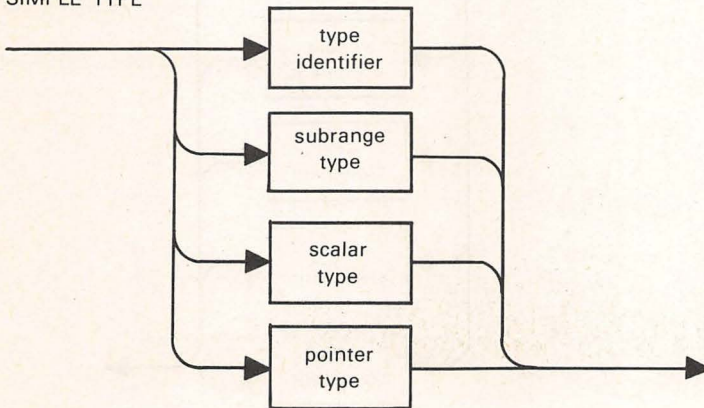 SIMPLE TYPE
type
identifier
subrange
type
scalar
type
pointer
type